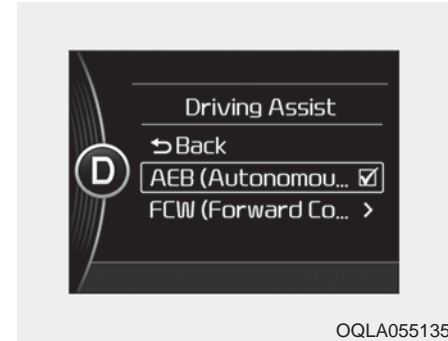 Driving Assist
Back
D
AEB (Autonomou...
FCW (Forward Co... >
OQLA055135